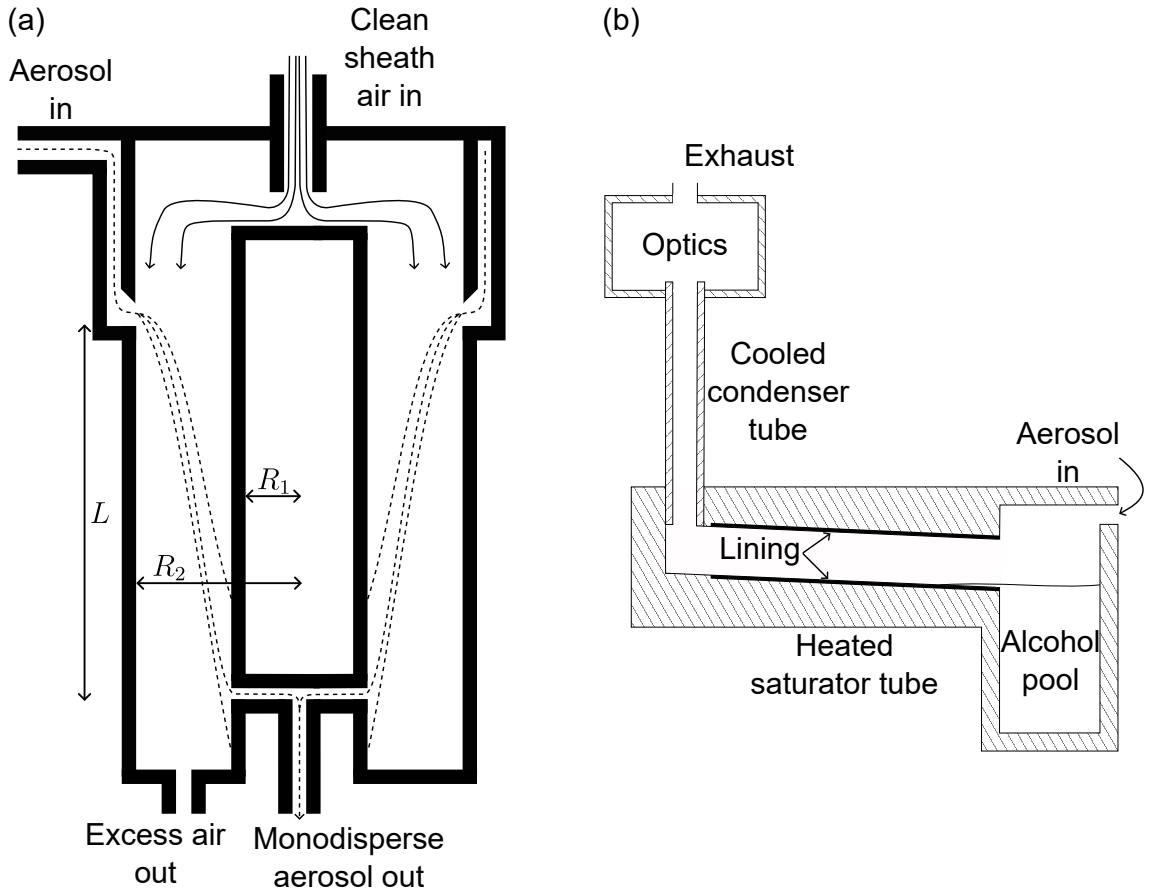 (a)
Clean
sheath
air in
Aerosol
in
R1
L
R2
Excess air
out
Monodisperse
aerosol out
(b)
Exhaust
Optics
Cooled
condenser
tube
Aerosol
in
Lining
Heated
saturator tube
Alcohol
pool